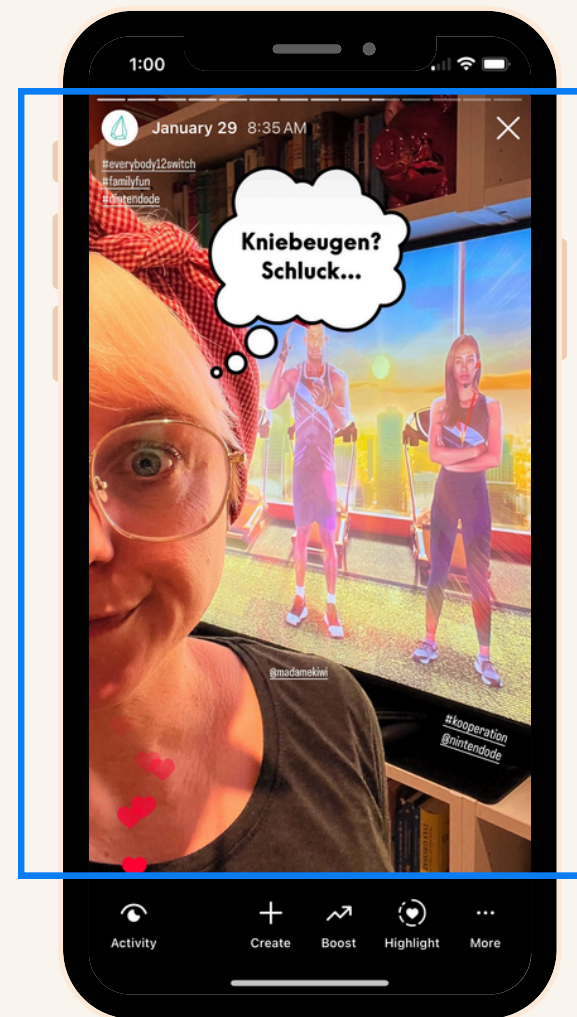 1:00
January 29 8:35 AM
#everybody12switch
#familyfun
#nintendode
Kniebeugen?
Schluck...
@madamekiwi
#kooperation
@nintendode
Activity
Create
Boost
Highlight
More